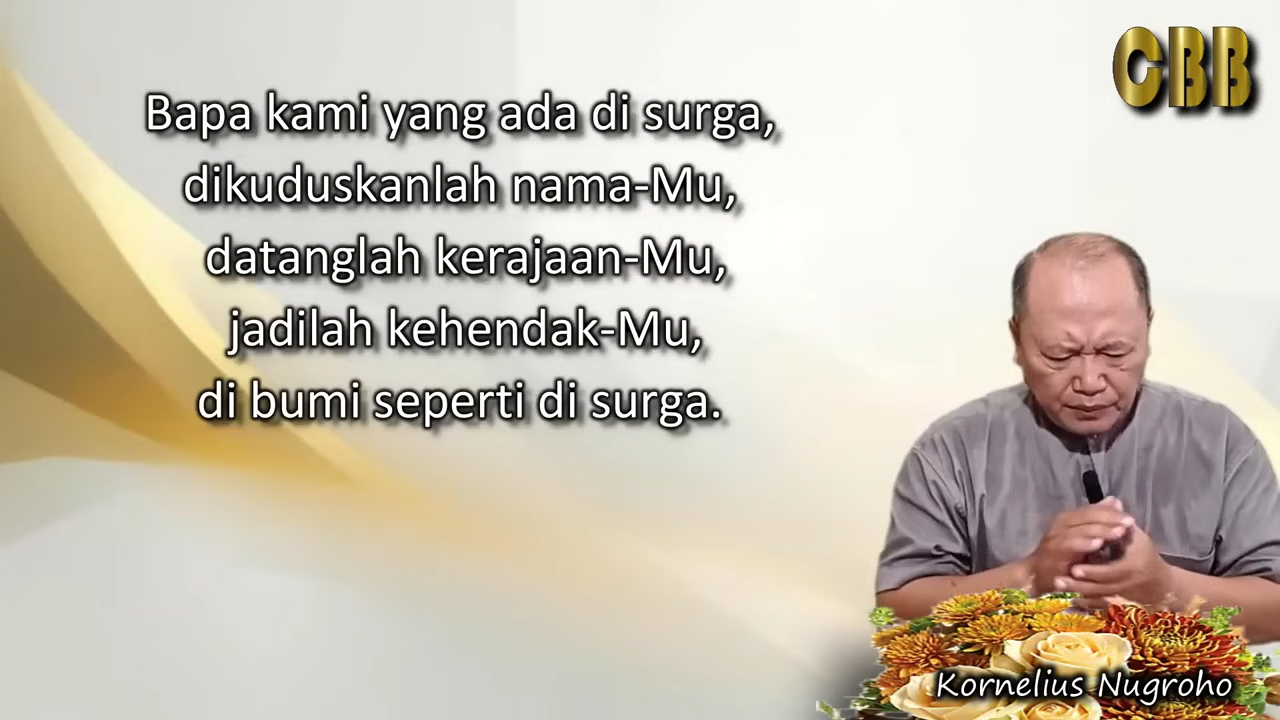 CBB
Bapa kami yang ada di surga,
dikuduskanlah nama-Mu,
datanglah kerajaan-Mu,
jadilah kehendak-Mu,
di bumi seperti di surga.
Kornelius Nugroho